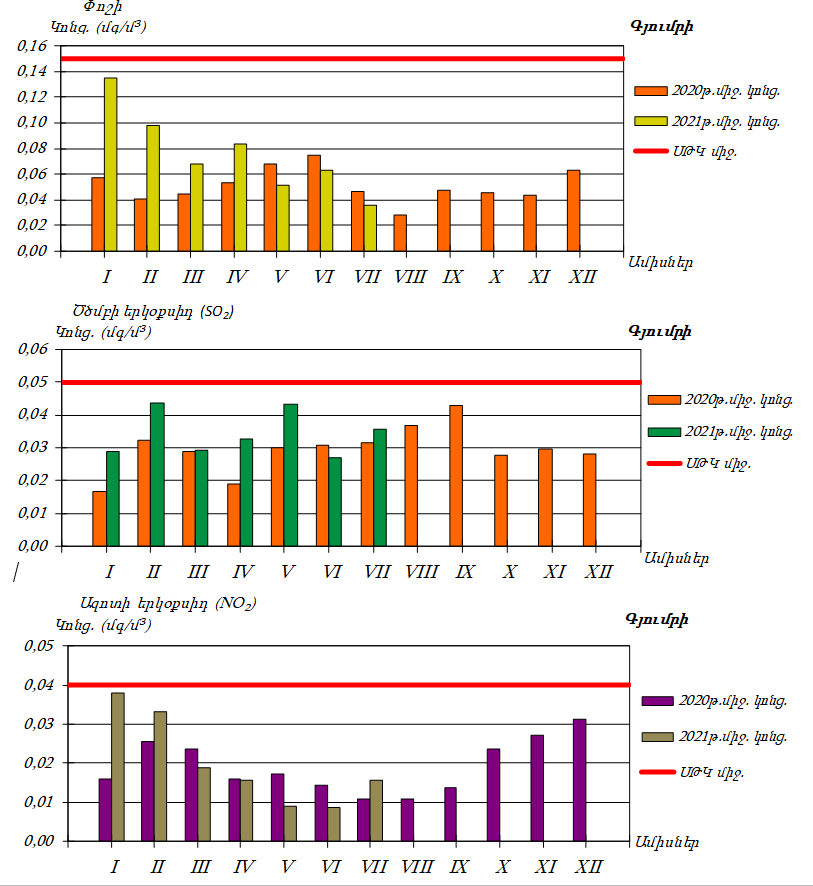 Փոշի
Կոնց. (մգ/մ³)
Գյումրի
0,16
0,14
0,12
0,10
0,08
0,06
0,04
0,02
0,00
2020թ.միջ. կոնց.
2021թ.միջ. կոնց.
ՍԹԿ միջ.
I II III IV V VI VII VIII IX X XI XII
Ամիսներ
Ծծմբի երկօքսիդ (SO₂)
Կոնց. (մգ/մ³)
Գյումրի
0,06
0,05
0,04
0,03
0,02
0,01
0,00
2020թ.միջ. կոնց.
2021թ.միջ. կոնց.
ՍԹԿ միջ.
I II III IV V VI VII VIII IX X XI XII
Ամիսներ
Ազոտի երկօքսիդ (NO₂)
Կոնց. (մգ/մ³)
Գյումրի
0,05
0,04
0,03
0,02
0,01
0,00
2020թ.միջ. կոնց.
2021թ.միջ. կոնց.
ՍԹԿ միջ.
I II III IV V VI VII VIII IX X XI XII
Ամիսներ